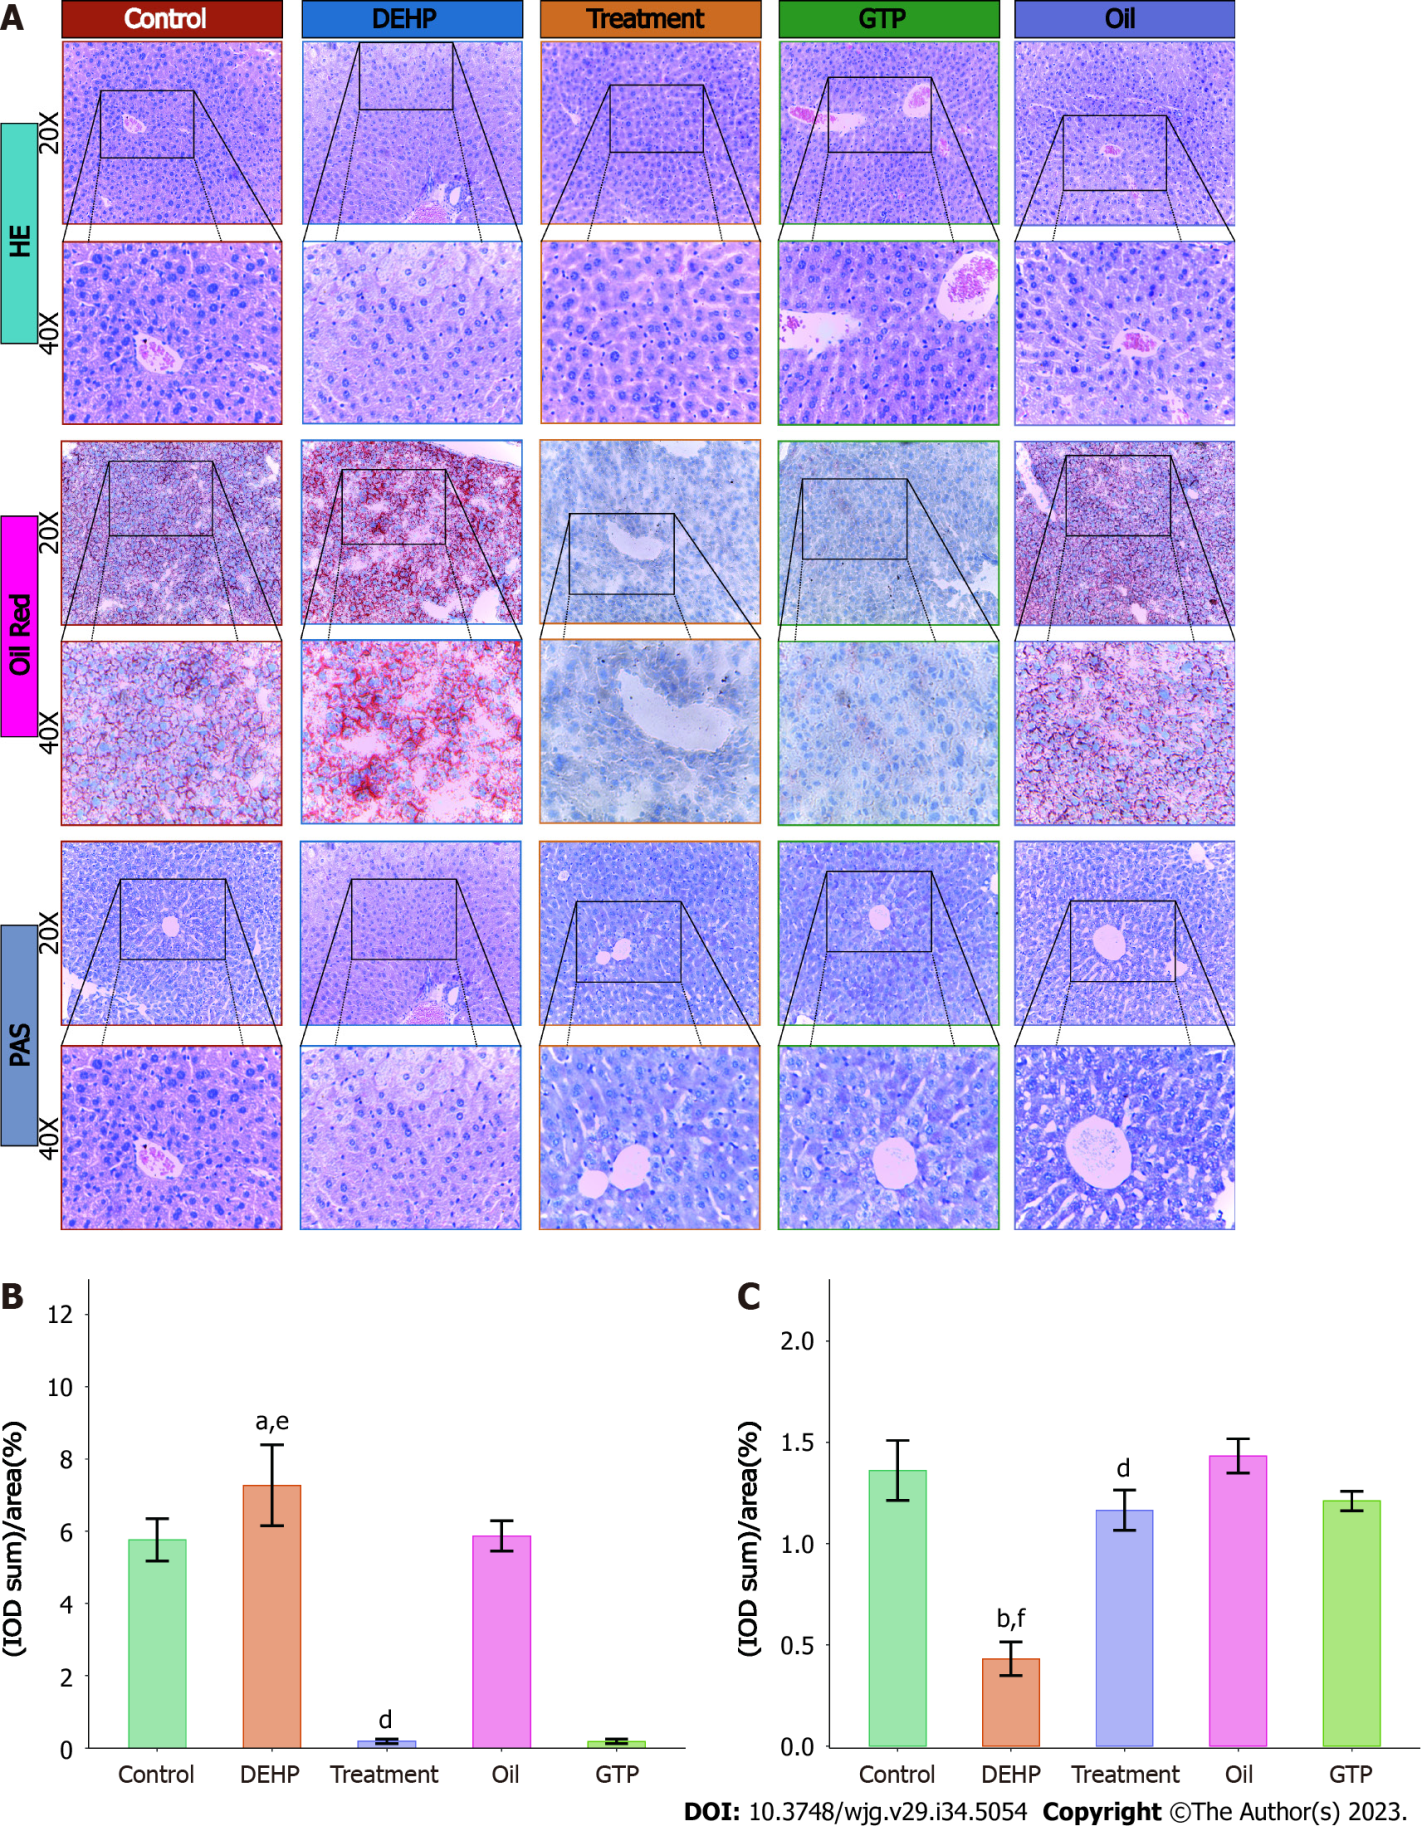 A
Control
DEHP
Treatment
GTP
Oil
HE
20X
40X
Oil Red
20X
40X
PAS
20X
40X
B
(IOD sum)/area(%)
12
10
8
6
4
2
0
a,e
d
Control
DEHP
Treatment
Oil
GTP
C
(IOD sum)/area(%)
2.0
1.5
1.0
0.5
0.0
b,f
d
Control
DEHP
Treatment
Oil
GTP
DOI: 10.3748/wjg.v29.i34.5054 Copyright ©The Author(s) 2023.